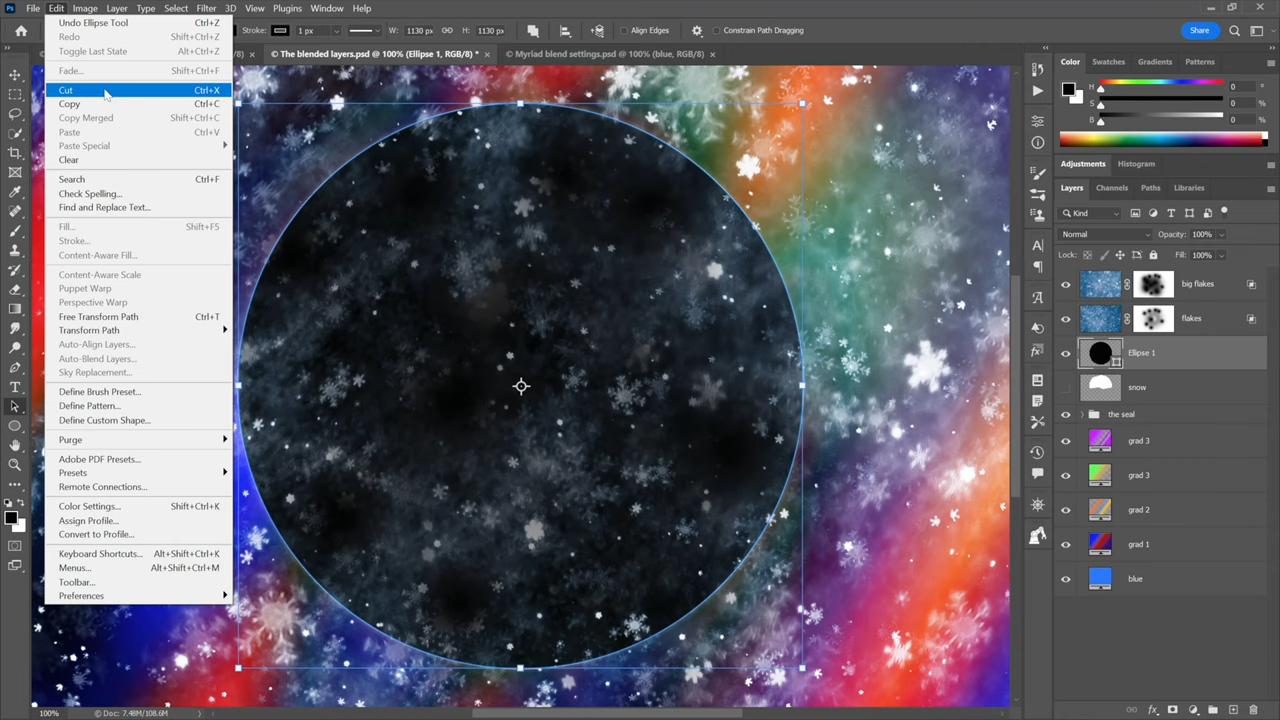 Ps File Edit Image Layer Type Select Filter 3D View Plugins Window Help
Stroke: 1 px W: 1130 px H: 1130 px Align Edges Constrain Path Dragging Share
/8) × © The blended layers.psd @ 100% (Ellipse 1, RGB/8) * × © Myriad blend settings.psd @ 100% (blue, RGB/8) ×
Undo Ellipse Tool Ctrl+Z
Redo Shift+Ctrl+Z
Toggle Last State Alt+Ctrl+Z
Fade... Shift+Ctrl+F
Cut Ctrl+X
Copy Ctrl+C
Copy Merged Shift+Ctrl+C
Paste Ctrl+V
Paste Special
Clear
Search Ctrl+F
Check Spelling...
Find and Replace Text...
Fill... Shift+F5
Stroke...
Content-Aware Fill...
Content-Aware Scale
Puppet Warp
Perspective Warp
Free Transform Path Ctrl+T
Transform Path
Auto-Align Layers...
Auto-Blend Layers...
Sky Replacement...
Define Brush Preset...
Define Pattern...
Define Custom Shape...
Purge
Adobe PDF Presets...
Presets
Remote Connections...
Color Settings... Shift+Ctrl+K
Assign Profile...
Convert to Profile...
Keyboard Shortcuts... Alt+Shift+Ctrl+K
Menus... Alt+Shift+Ctrl+M
Toolbar...
Preferences
100% © Doc: 7.48M/108.6M
Color Swatches Gradients Patterns
H 0 °
S 0 %
B 0 %
Adjustments Histogram
Layers Channels Paths Libraries
Kind
Normal Opacity: 100%
Lock: Fill: 100%
big flakes
flakes
Ellipse 1
snow
the seal
grad 3
grad 3
grad 2
grad 1
blue